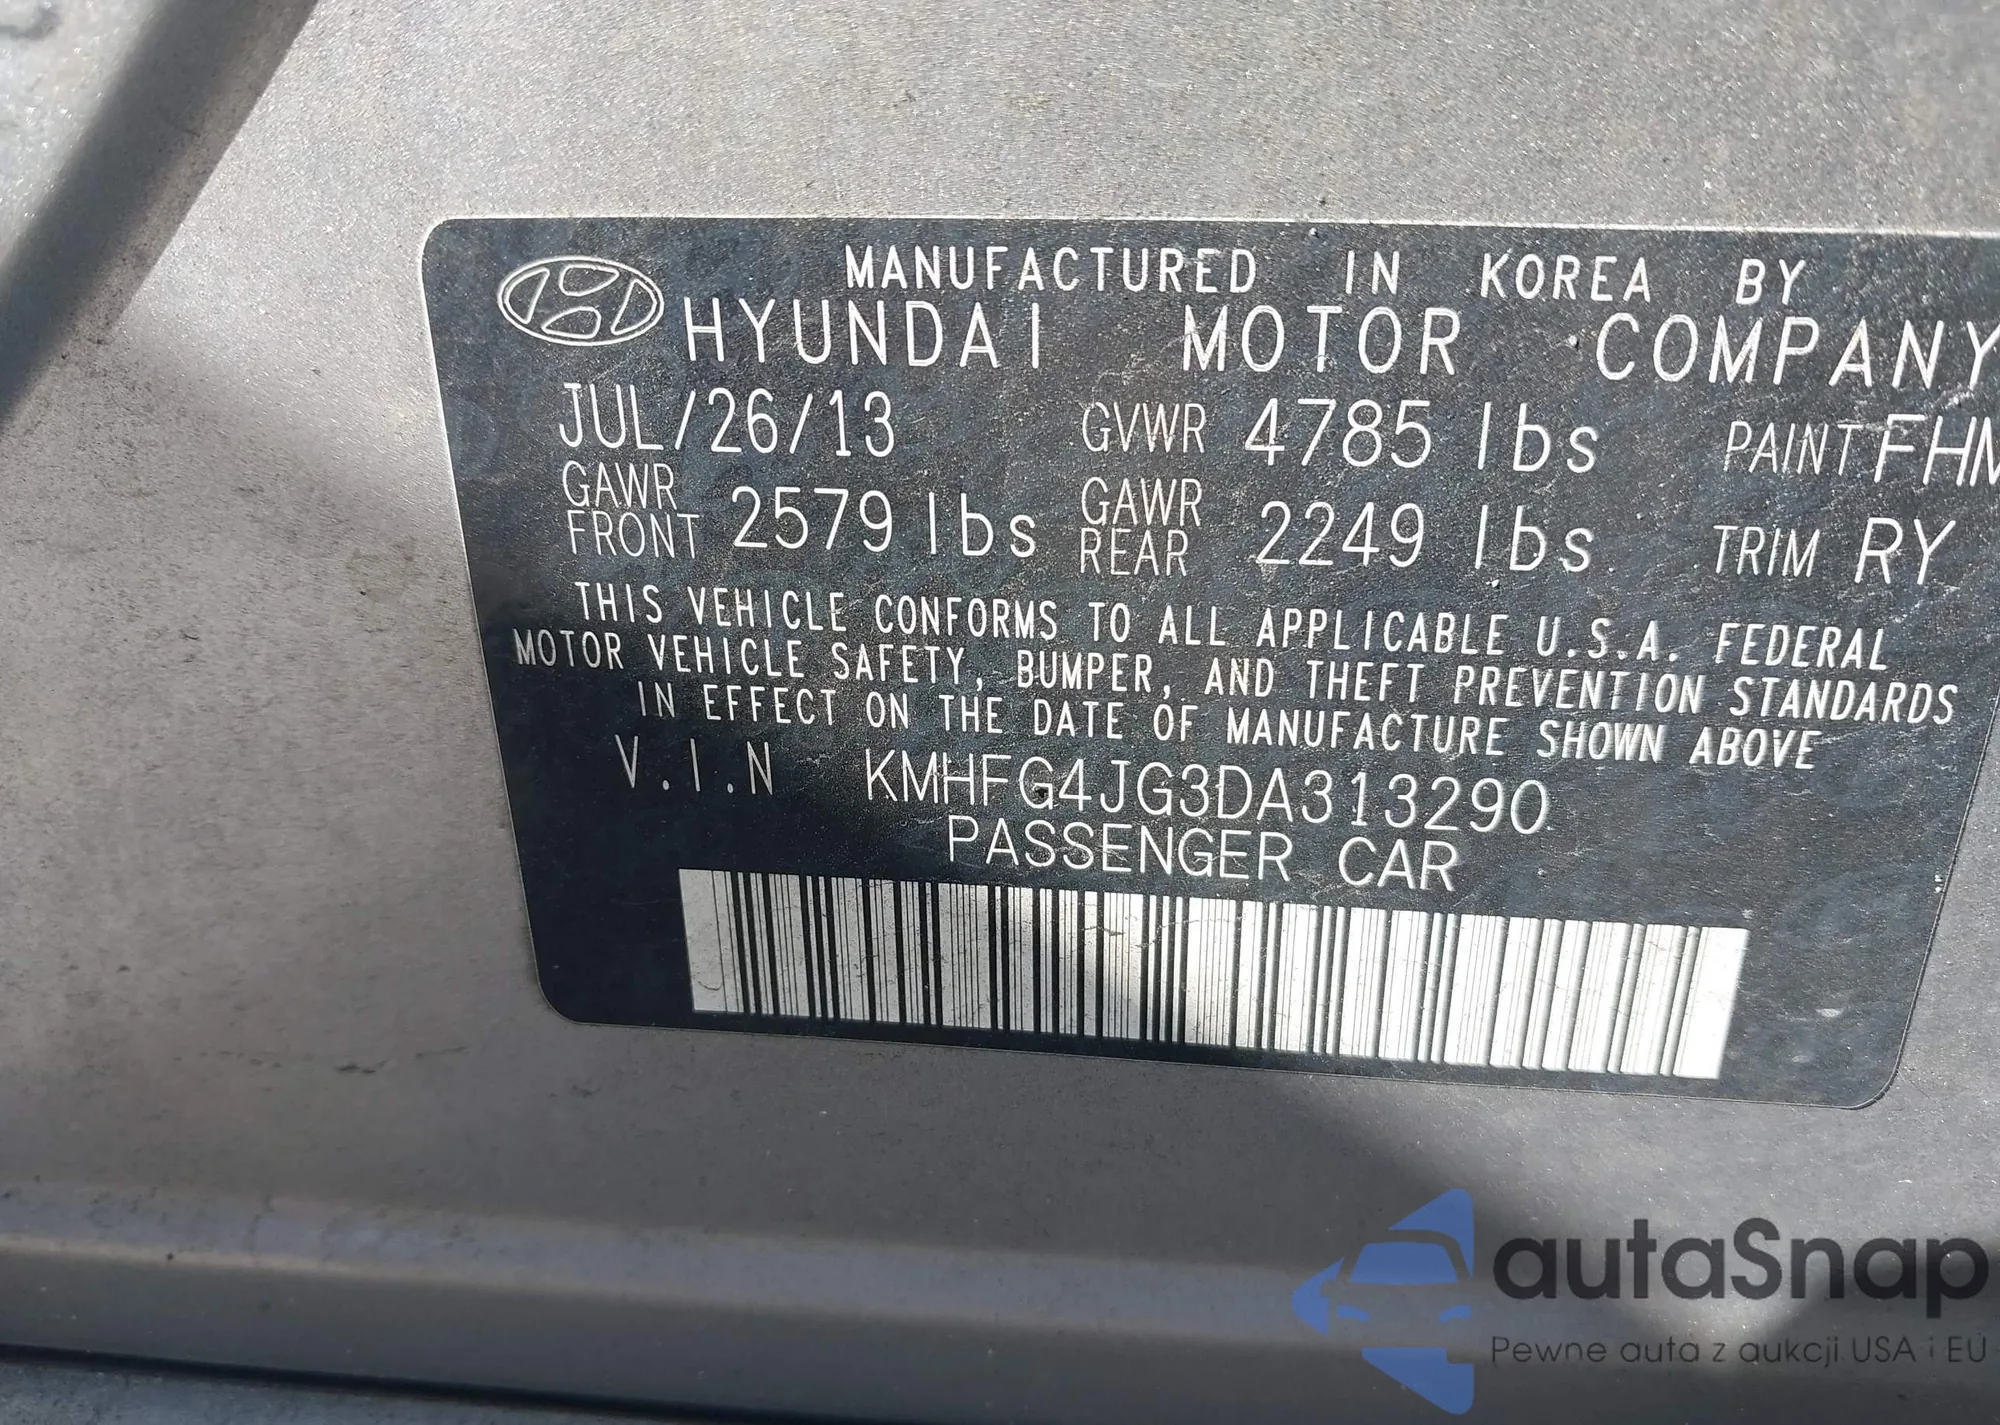 MANUFACTURED IN KOREA BY
HYUNDAI MOTOR COMPANY
JUL/26/13 GVWR 4785 lbs PAINT FHM
GAWR FRONT 2579 lbs GAWR REAR 2249 lbs TRIM RY
THIS VEHICLE CONFORMS TO ALL APPLICABLE U.S.A. FEDERAL
MOTOR VEHICLE SAFETY, BUMPER, AND THEFT PREVENTION STANDARDS
IN EFFECT ON THE DATE OF MANUFACTURE SHOWN ABOVE
V.I.N KMHFG4JG3DA313290
PASSENGER CAR
autaSnap
Pewne auta z aukcji USA i EU